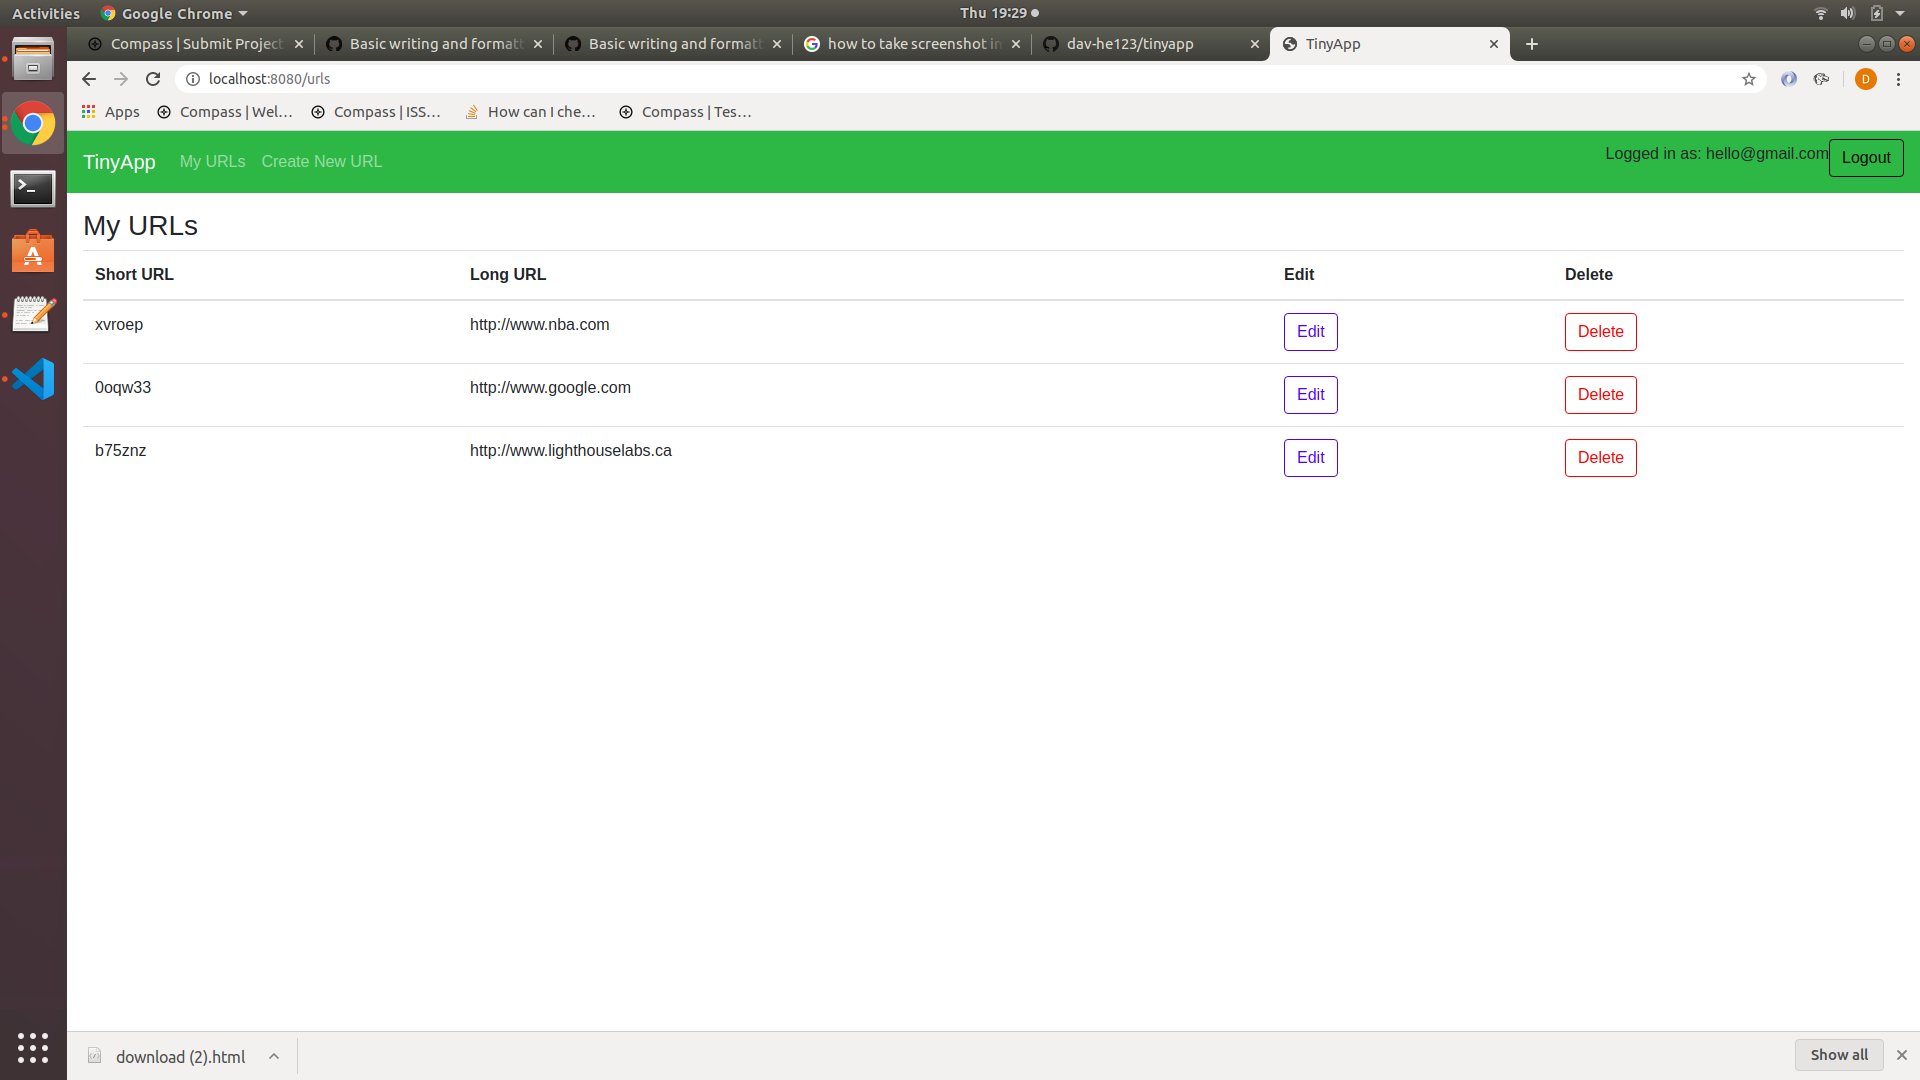 Activities Google Chrome Thu 19:29
Compass | Submit Project Basic writing and formatt Basic writing and formatt how to take screenshot in dav-he123/tinyapp TinyApp
localhost:8080/urls D
Apps Compass | Wel... Compass | ISS... How can I che... Compass | Tes...
TinyApp My URLs Create New URL Logged in as: hello@gmail.com Logout
My URLs
Short URL Long URL Edit Delete
xvroep http://www.nba.com Edit Delete
0oqw33 http://www.google.com Edit Delete
b75znz http://www.lighthouselabs.ca Edit Delete
download (2).html Show all